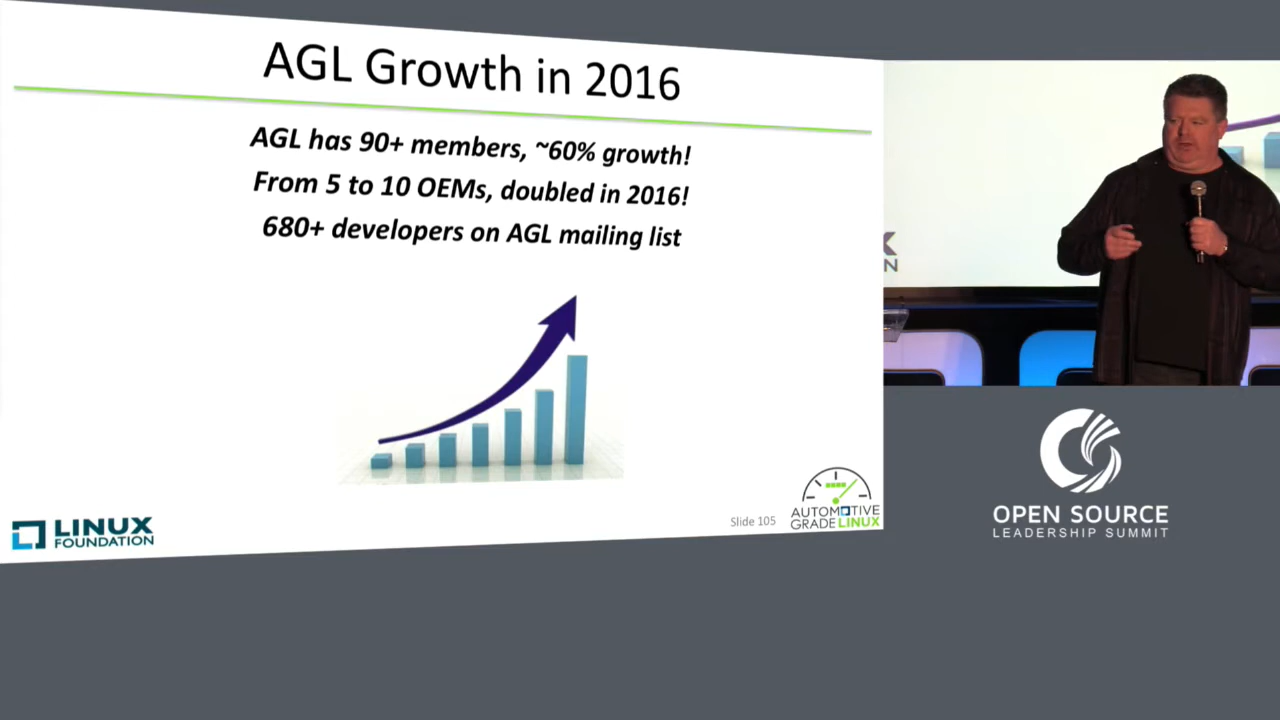 AGL Growth in 2016
AGL has 90+ members, ~60% growth!
From 5 to 10 OEMs, doubled in 2016!
680+ developers on AGL mailing list
Slide 105
AUTOMOTIVE
GRADE LINUX
LINUX
FOUNDATION
OPEN SOURCE
LEADERSHIP SUMMIT